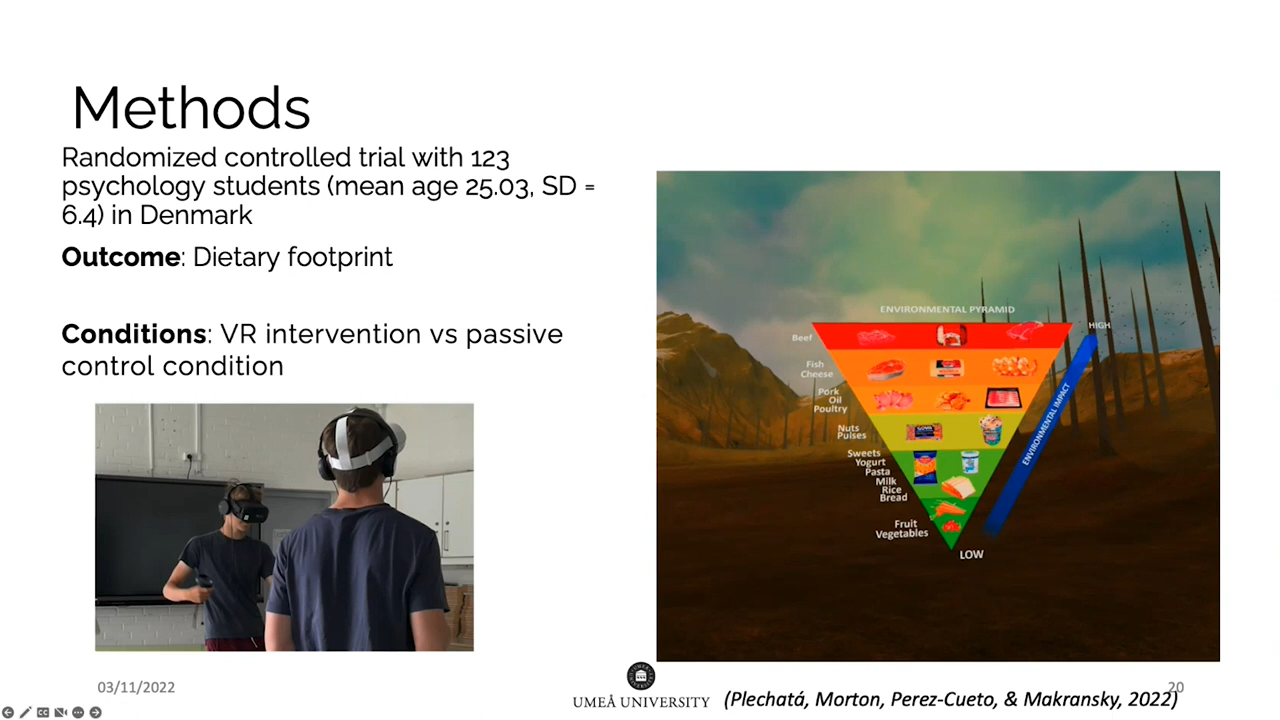 Methods
Randomized controlled trial with 123
psychology students (mean age 25.03, SD =
6.4) in Denmark
Outcome: Dietary footprint
Conditions: VR intervention vs passive
control condition
ENVIRONMENTAL PYRAMID
HIGH
Beef
Fish
Cheese
Pork
Oil
Poultry
Nuts
Pulses
Sweets
Yogurt
Pasta
Milk
Rice
Bread
Fruit
Vegetables
ENVIRONMENTAL IMPACT
LOW
03/11/2022
UMEÅ UNIVERSITY
(Plechatá, Morton, Perez-Cueto, & Makransky, 2022)
20